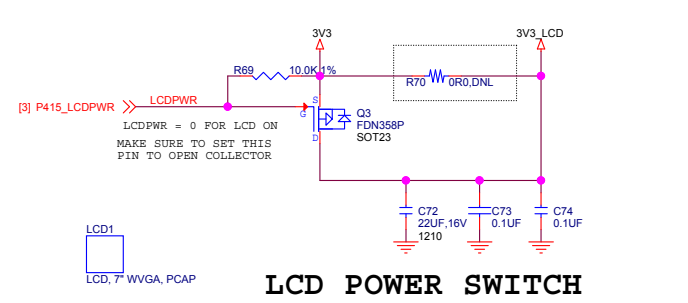 3V3
3V3_LCD
R69
10.0K,1%
R70
0R0,DNL
[3] P415_LCDPWR
LCDPWR
S
G
D
Q3
FDN358P
SOT23
LCDPWR = 0 FOR LCD ON
MAKE SURE TO SET THIS
PIN TO OPEN COLLECTOR
C72
22UF,16V
1210
C73
0.1UF
C74
0.1UF
LCD1
LCD, 7" WVGA, PCAP
LCD POWER SWITCH